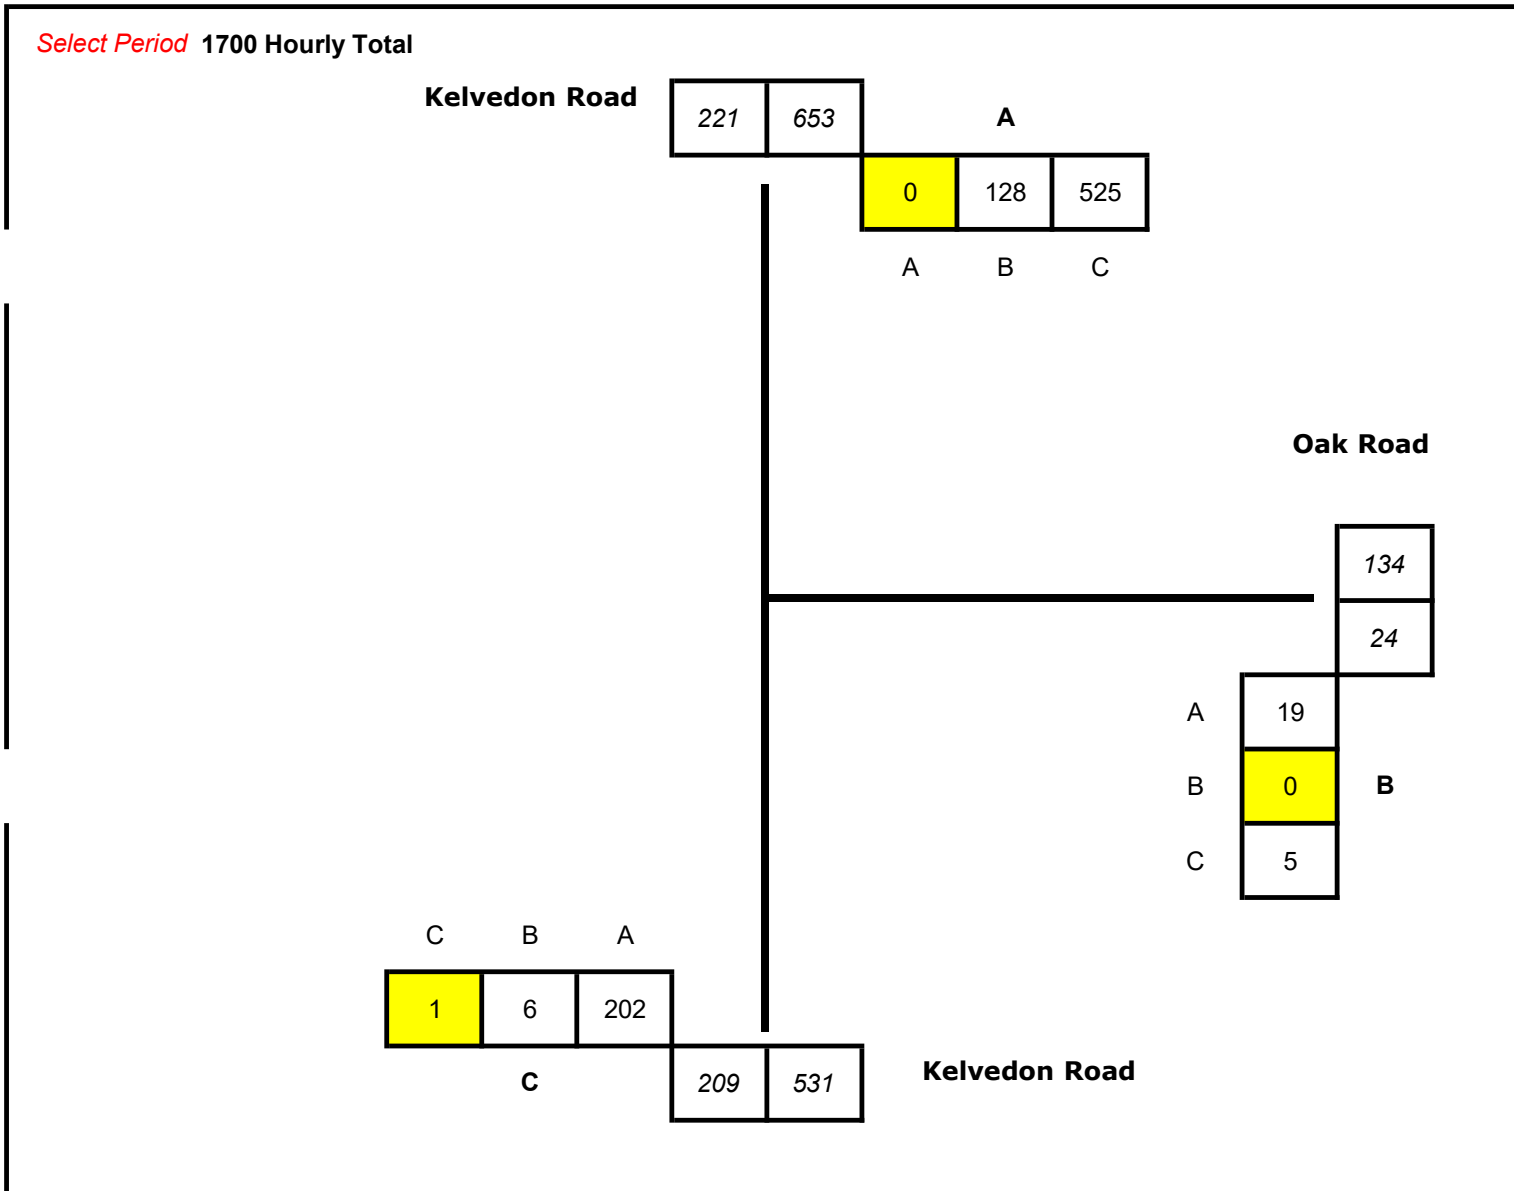 Select Period 1700 Hourly Total
Kelvedon Road
221 653
A
0 128 525
A B C
Oak Road
134
24
A 19
B 0 B
C 5
C B A
1 6 202
C
209 531
Kelvedon Road